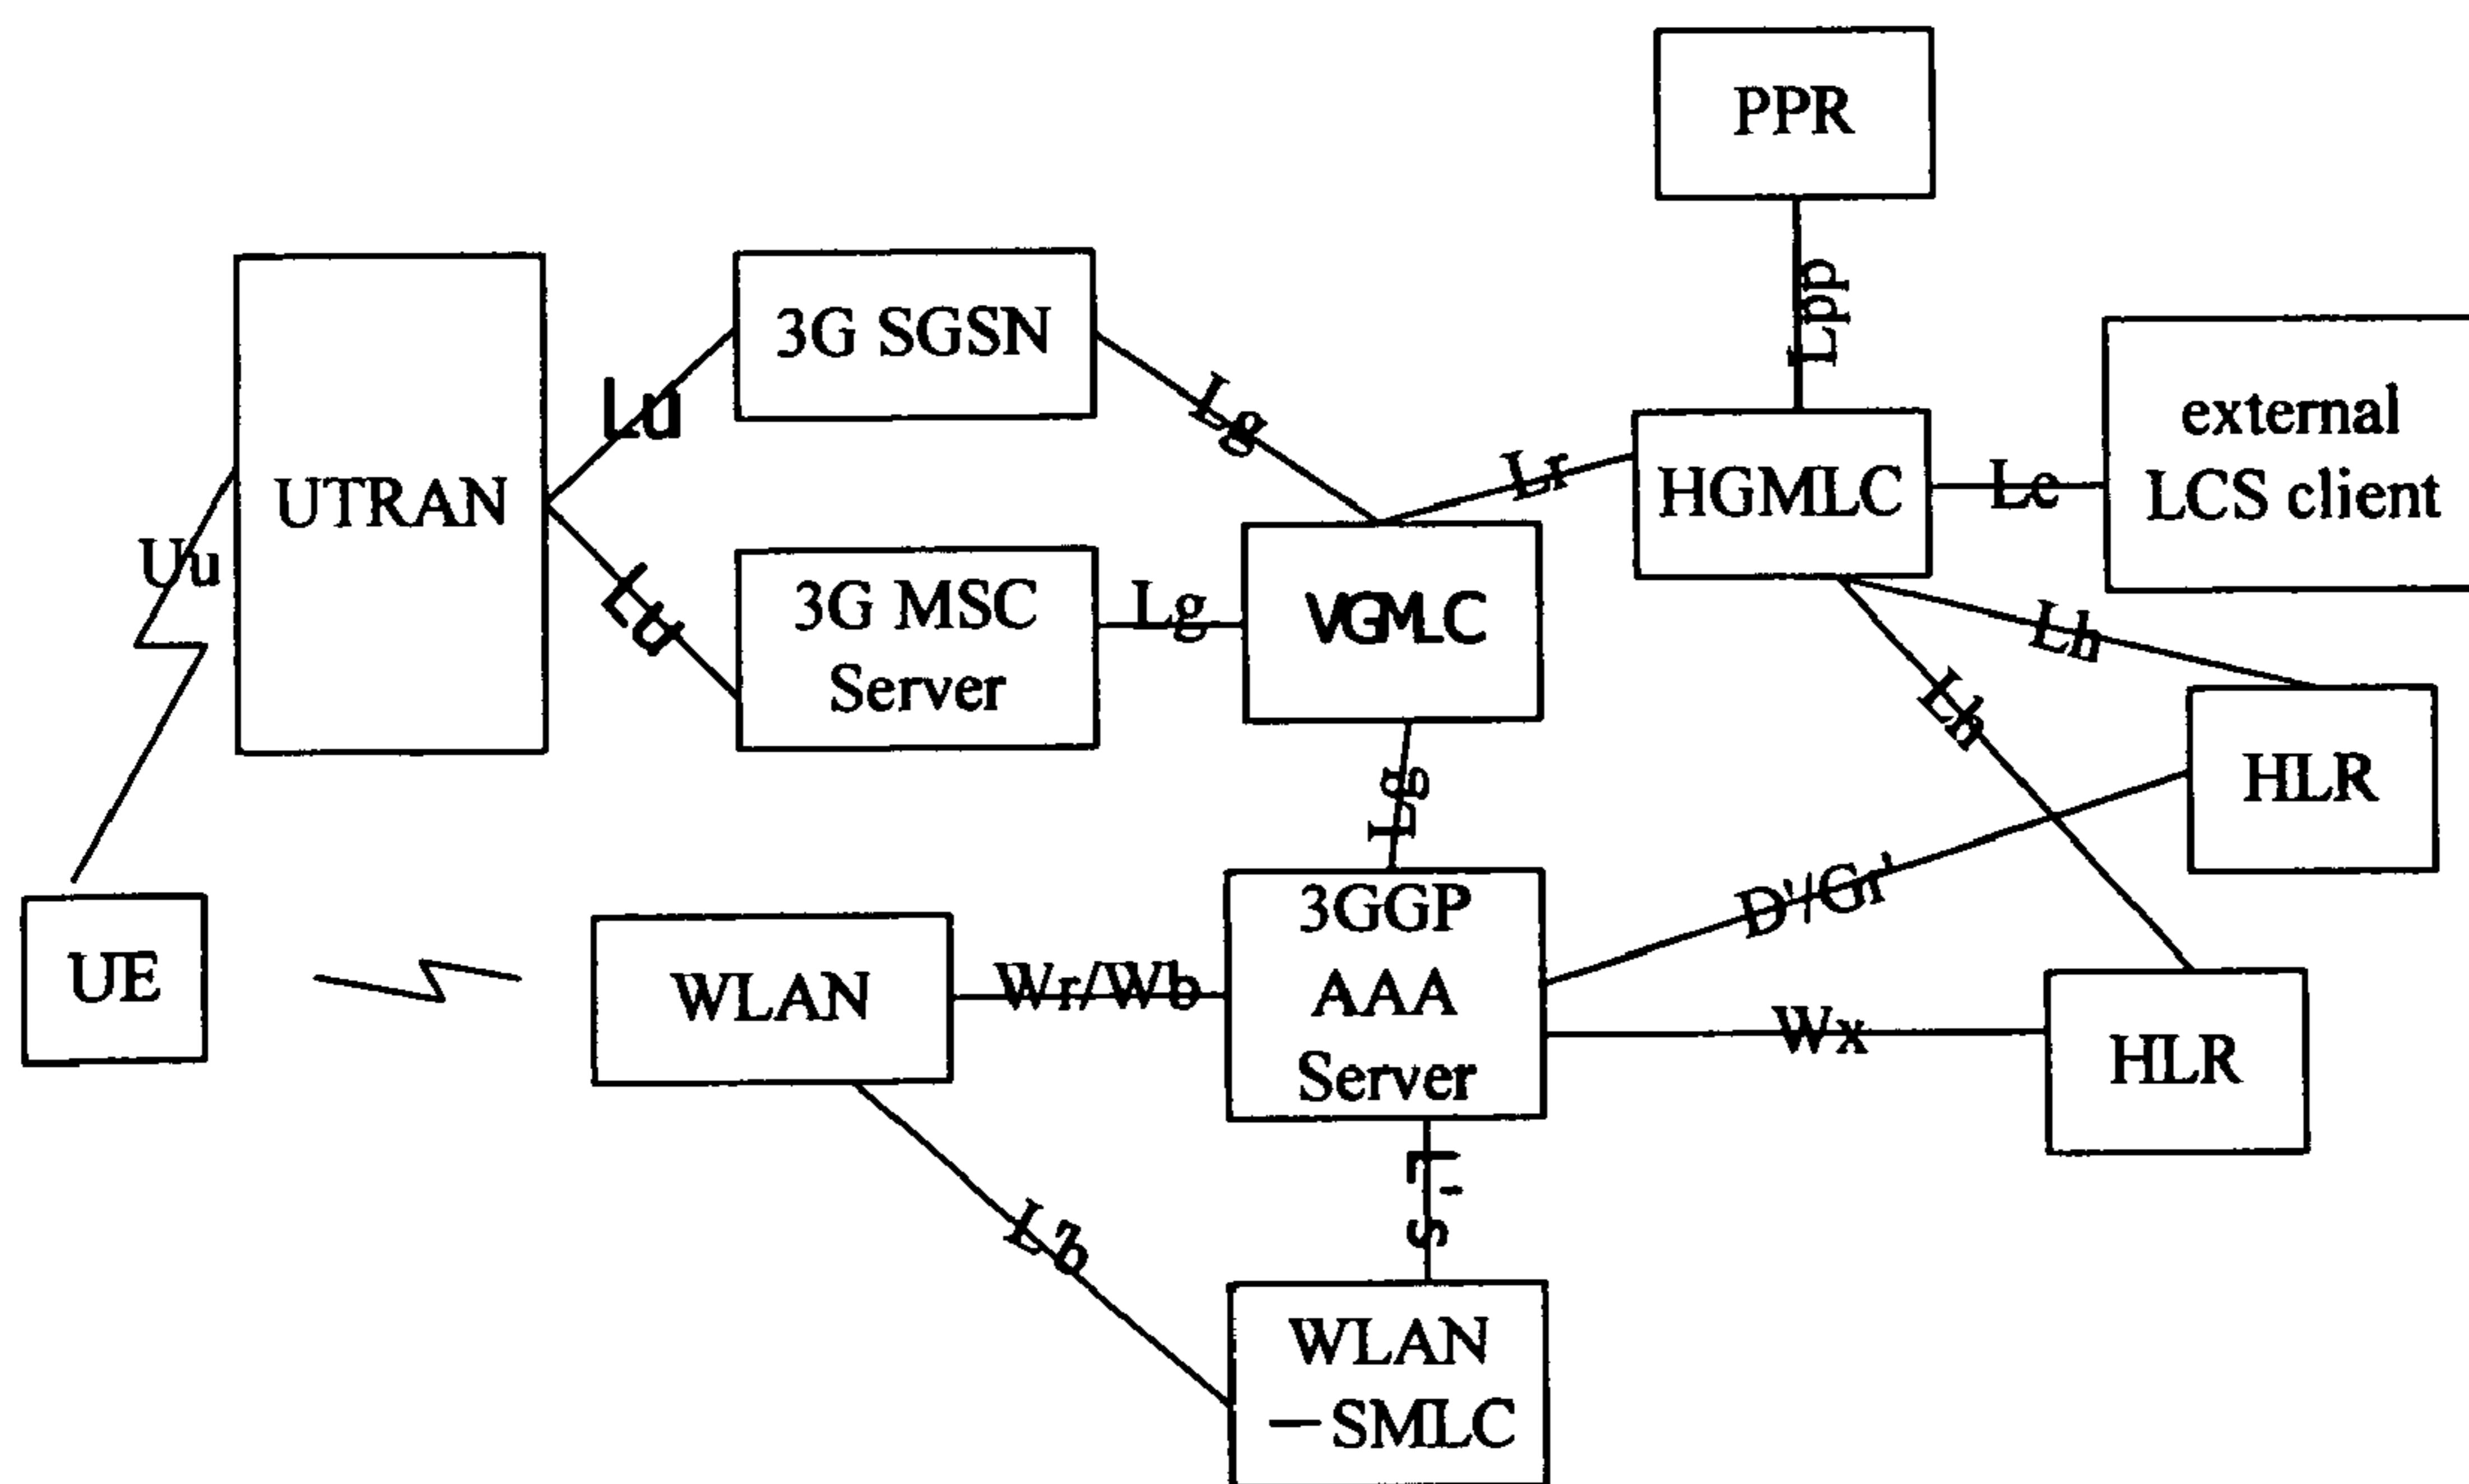 PPR
Lpp
3G SGSN
external
LCS client
Lu
Lg
UTRAN
Lr
HGMLC
Le
Uu
Lu
3G MSC
Server
Lg
VGMLC
Lh
Lh
HLR
Lg
D'/Gr'
UE
WLAN
Wr/Wb
3GGP
AAA
Server
Wx
HLR
L-s
Lb
WLAN
－SMLC